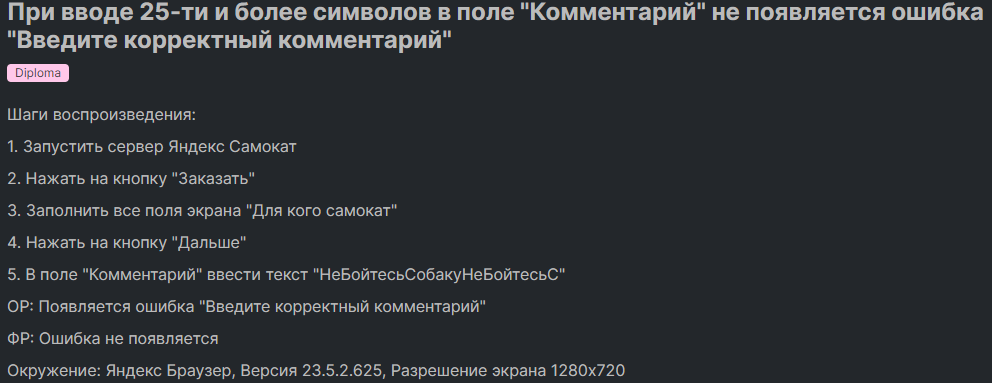 При вводе 25-ти и более символов в поле "Комментарий" не появляется ошибка
"Введите корректный комментарий"
Diploma
Шаги воспроизведения:
1. Запустить сервер Яндекс Самокат
2. Нажать на кнопку "Заказать"
3. Заполнить все поля экрана "Для кого самокат"
4. Нажать на кнопку "Дальше"
5. В поле "Комментарий" ввести текст "НеБойтесьСобакуНеБойтесьС"
ОР: Появляется ошибка "Введите корректный комментарий"
ФР: Ошибка не появляется
Окружение: Яндекс Браузер, Версия 23.5.2.625, Разрешение экрана 1280x720